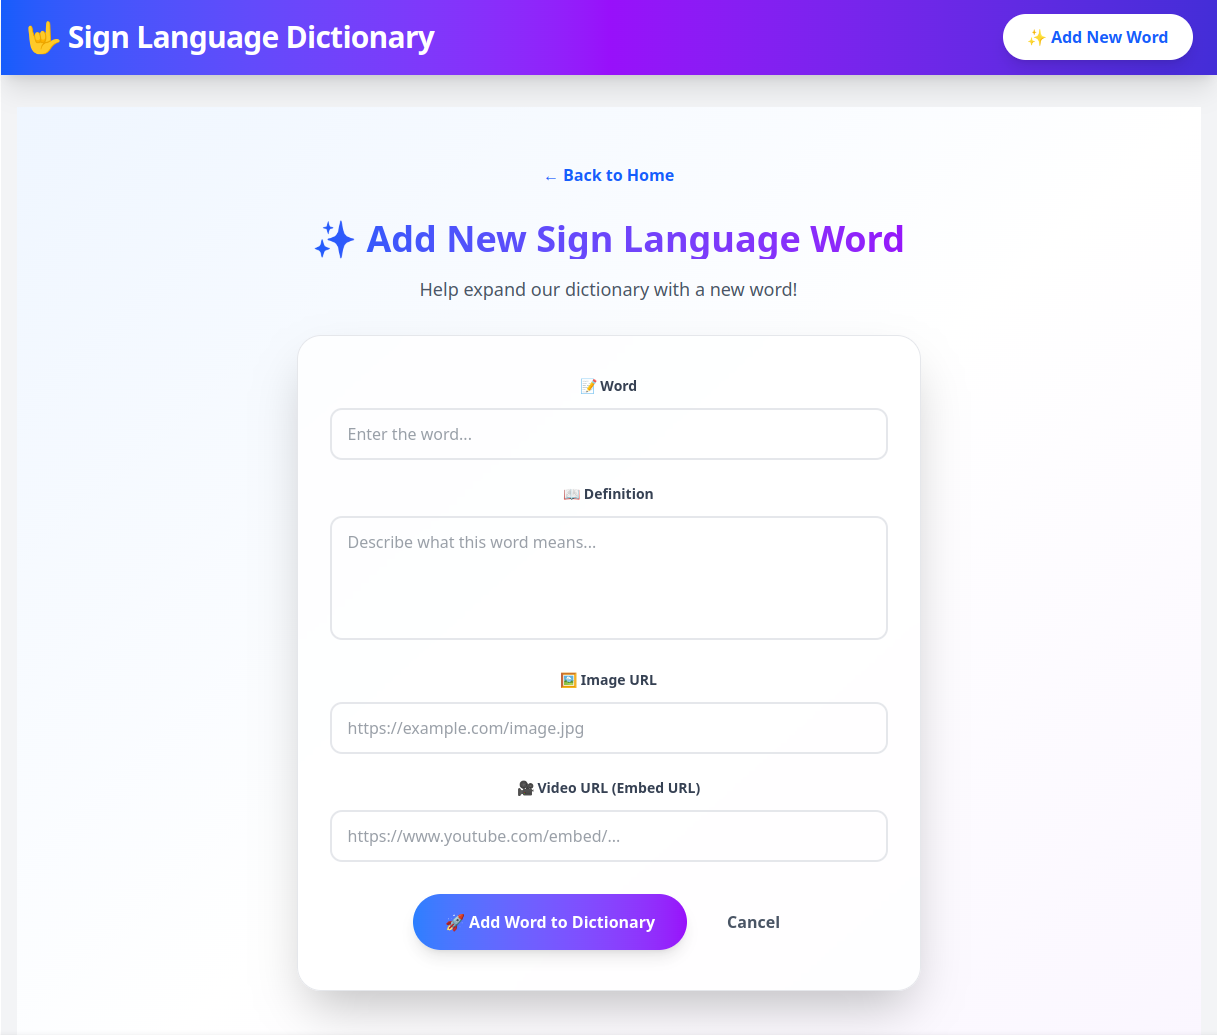 🤟 Sign Language Dictionary
✨ Add New Word
← Back to Home
✨ Add New Sign Language Word
Help expand our dictionary with a new word!
📝 Word
Enter the word...
📖 Definition
Describe what this word means...
🖼️ Image URL
https://example.com/image.jpg
🎥 Video URL (Embed URL)
https://www.youtube.com/embed/...
🚀 Add Word to Dictionary
Cancel